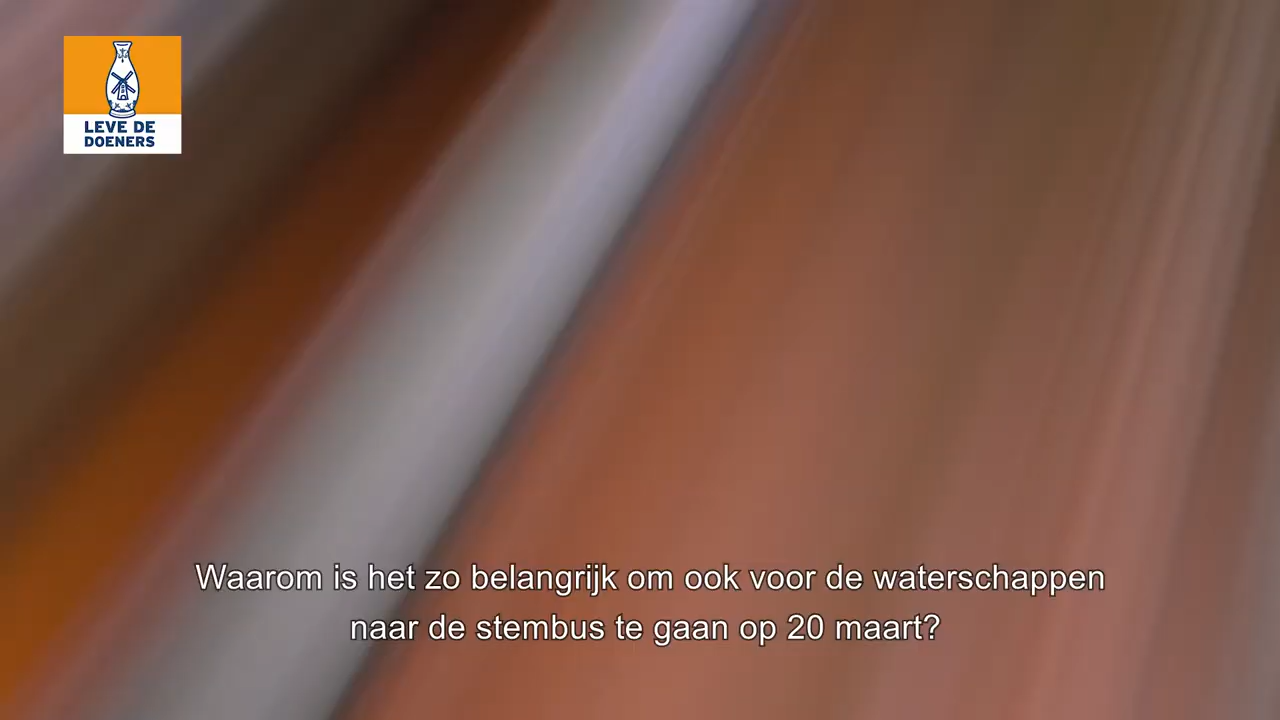 LEVE DE
DOENERS
Waarom is het zo belangrijk om ook voor de waterschappen
naar de stembus te gaan op 20 maart?